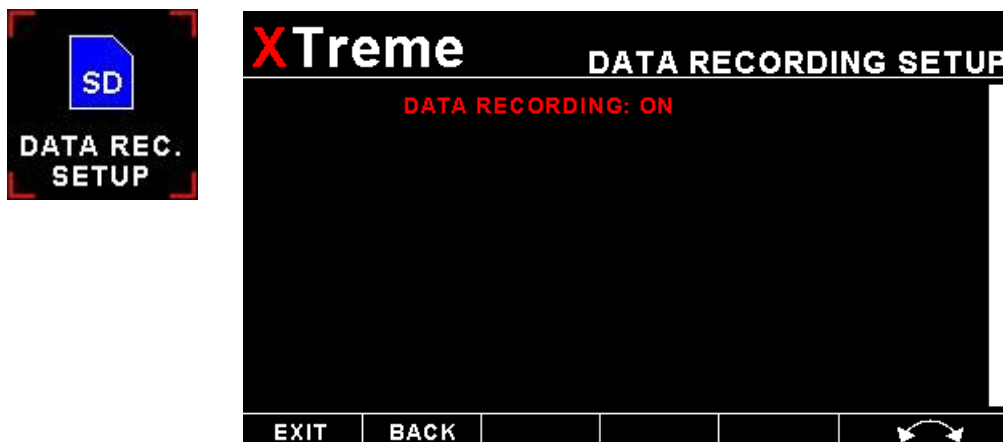 SD
DATA REC.
SETUP
XTreme
DATA RECORDING SETUP
DATA RECORDING: ON
EXIT BACK